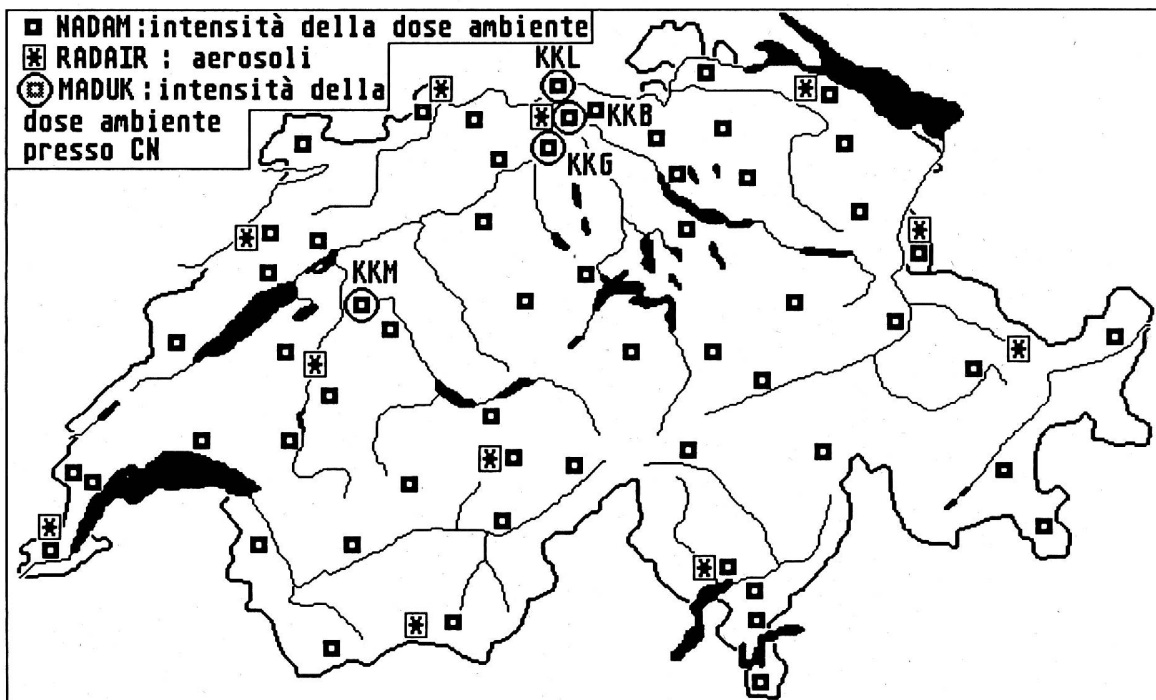 NADAM:intensità della dose ambiente
RADAIR : aerosoli
MADUK:intensità della
dose ambiente
presso CN
KKL
KKB
KKG
KKM